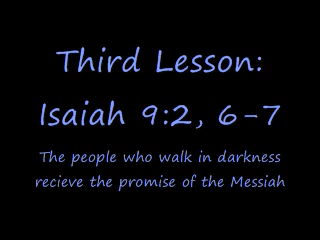 Third Lesson:
Isaiah 9:2, 6-7
The people who walk in darkness
recieve the promise of the Messiah